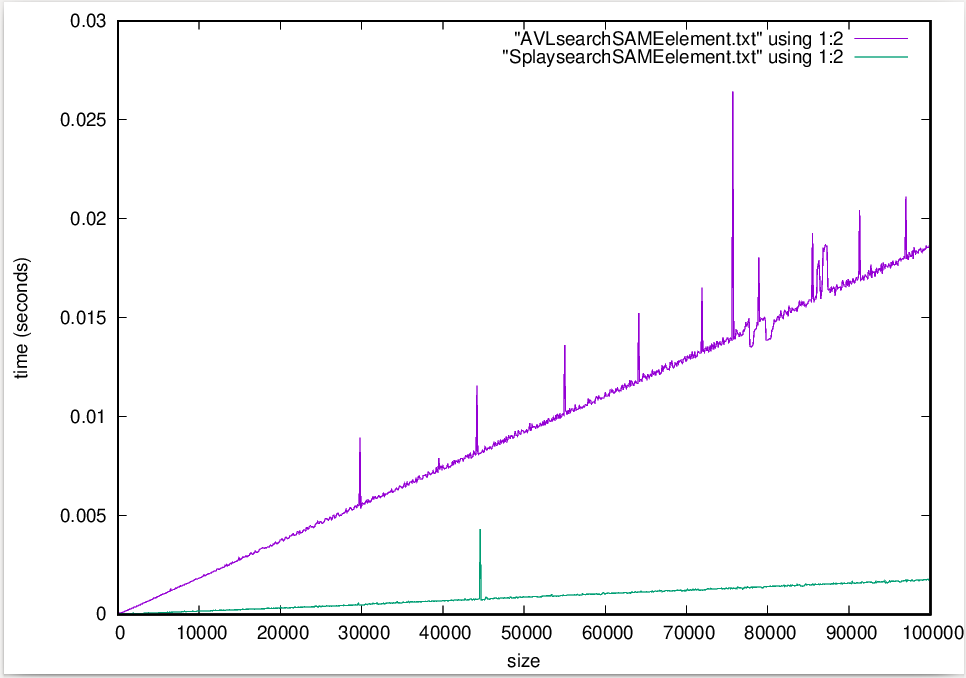 "AVLsearchSAMEelement.txt" using 1:2
"SplaysearchSAMEelement.txt" using 1:2
0.03
0.025
0.02
0.015
0.01
0.005
0
time (seconds)
0 10000 20000 30000 40000 50000 60000 70000 80000 90000 100000
size